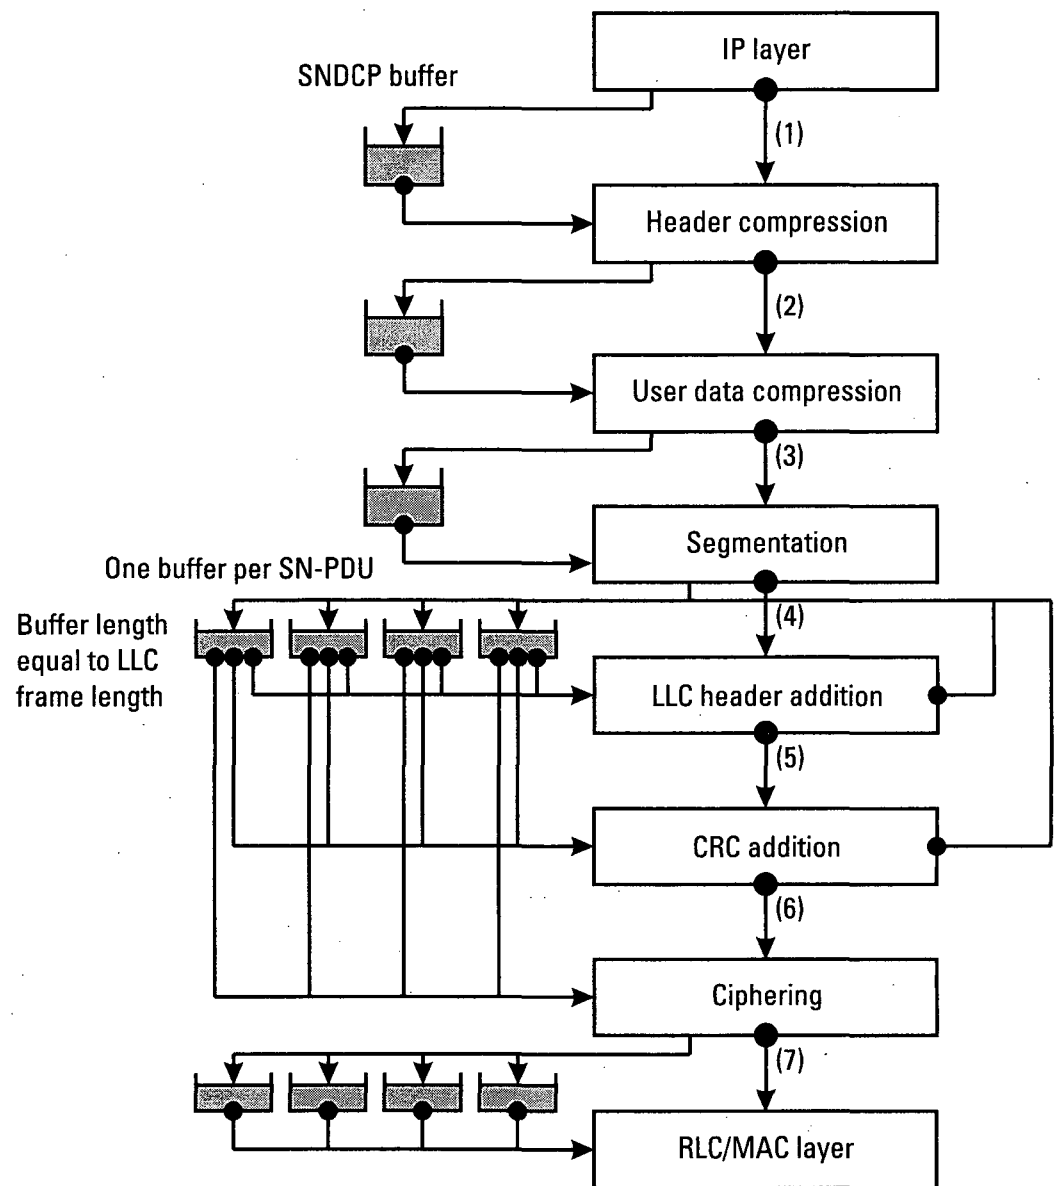 IP layer
SNDCP buffer
(1)
Header compression
(2)
User data compression
(3)
Segmentation
One buffer per SN-PDU
(4)
Buffer length
equal to LLC
frame length
LLC header addition
(5)
CRC addition
(6)
Ciphering
(7)
RLC/MAC layer